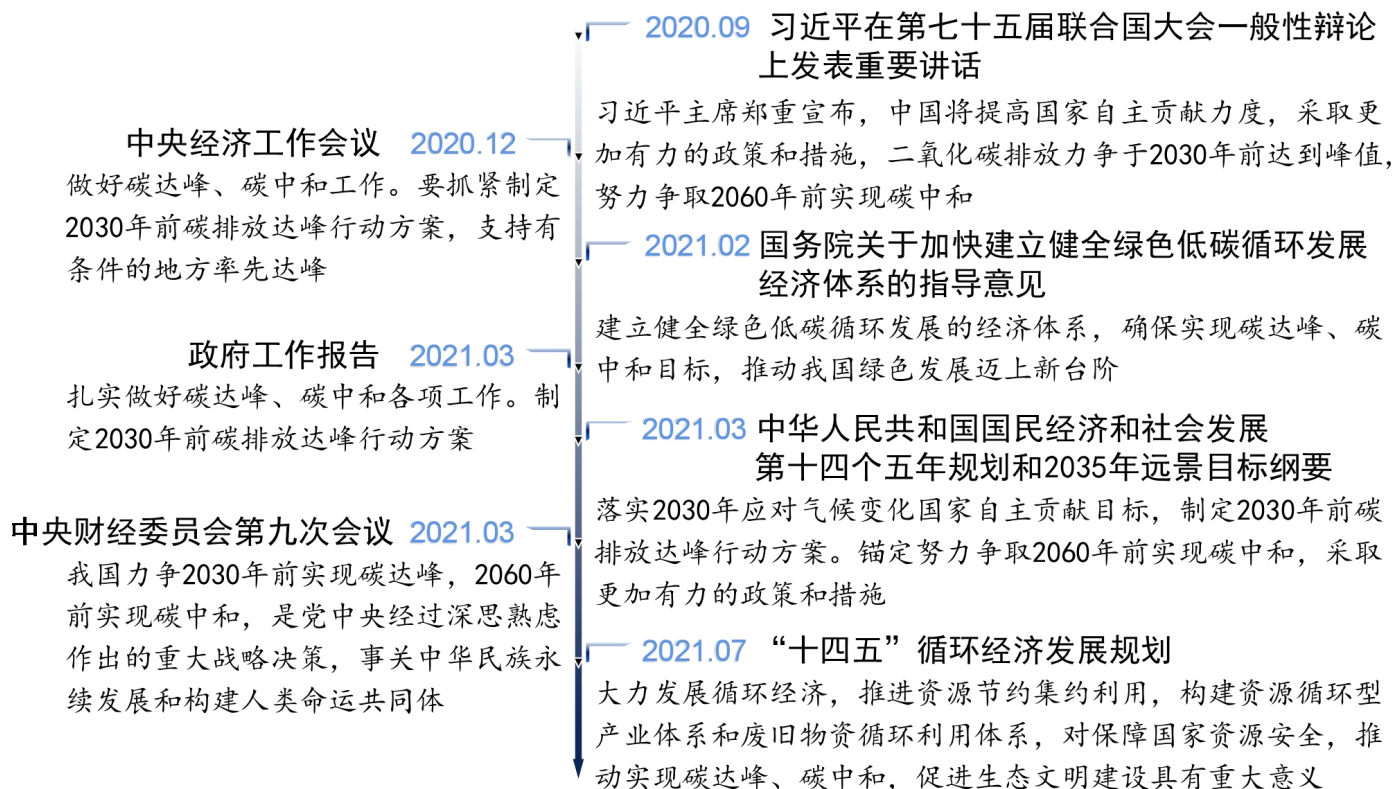 2020.09 习近平在第七十五届联合国大会一般性辩论
上发表重要讲话
习近平主席郑重宣布，中国将提高国家自主贡献力度，采取更
加有力的政策和措施，二氧化碳排放力争于2030年前达到峰值，
努力争取2060年前实现碳中和
中央经济工作会议 2020.12
做好碳达峰、碳中和工作。要抓紧制定
2030年前碳排放达峰行动方案，支持有
条件的地方率先达峰
2021.02 国务院关于加快建立健全绿色低碳循环发展
经济体系的指导意见
建立健全绿色低碳循环发展的经济体系，确保实现碳达峰、碳
中和目标，推动我国绿色发展迈上新台阶
政府工作报告 2021.03
扎实做好碳达峰、碳中和各项工作。制
定2030年前碳排放达峰行动方案
2021.03 中华人民共和国国民经济和社会发展
第十四个五年规划和2035年远景目标纲要
落实2030年应对气候变化国家自主贡献目标，制定2030年前碳
排放达峰行动方案。锚定努力争取2060年前实现碳中和，采取
更加有力的政策和措施
中央财经委员会第九次会议 2021.03
我国力争2030年前实现碳达峰，2060年
前实现碳中和，是党中央经过深思熟虑
作出的重大战略决策，事关中华民族永
续发展和构建人类命运共同体
2021.07 “十四五”循环经济发展规划
大力发展循环经济，推进资源节约集约利用，构建资源循环型
产业体系和废旧物资循环利用体系，对保障国家资源安全，推
动实现碳达峰、碳中和，促进生态文明建设具有重大意义